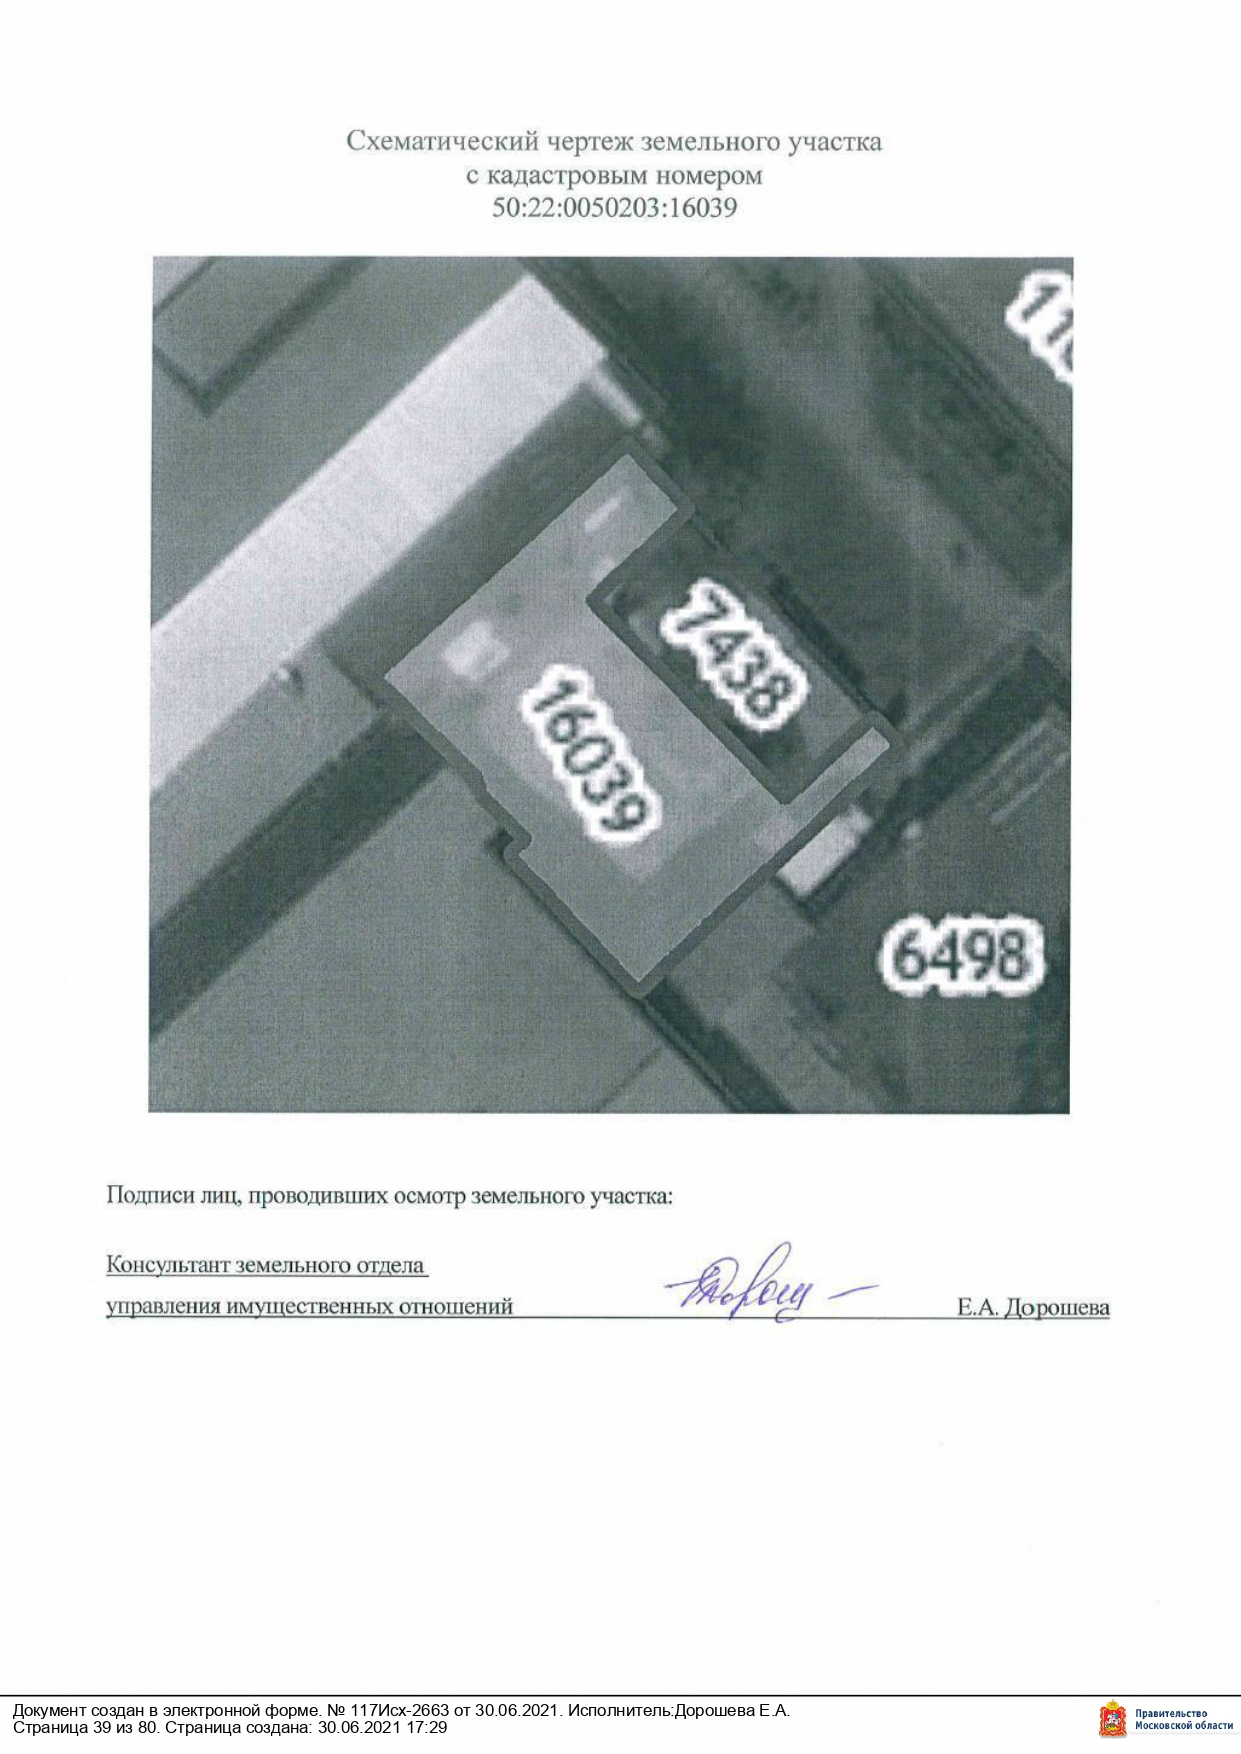 Схематический чертеж земельного участка
с кадастровым номером
50:22:0050203:16039
7438
16039
6498
Подписи лиц, проводивших осмотр земельного участка:
Консультант земельного отдела
управления имущественных отношений Е.А. Дорошева
Документ создан в электронной форме. № 117Исх-2663 от 30.06.2021. Исполнитель:Дорошева Е.А.
Страница 39 из 80. Страница создана: 30.06.2021 17:29
Правительство
Московской области